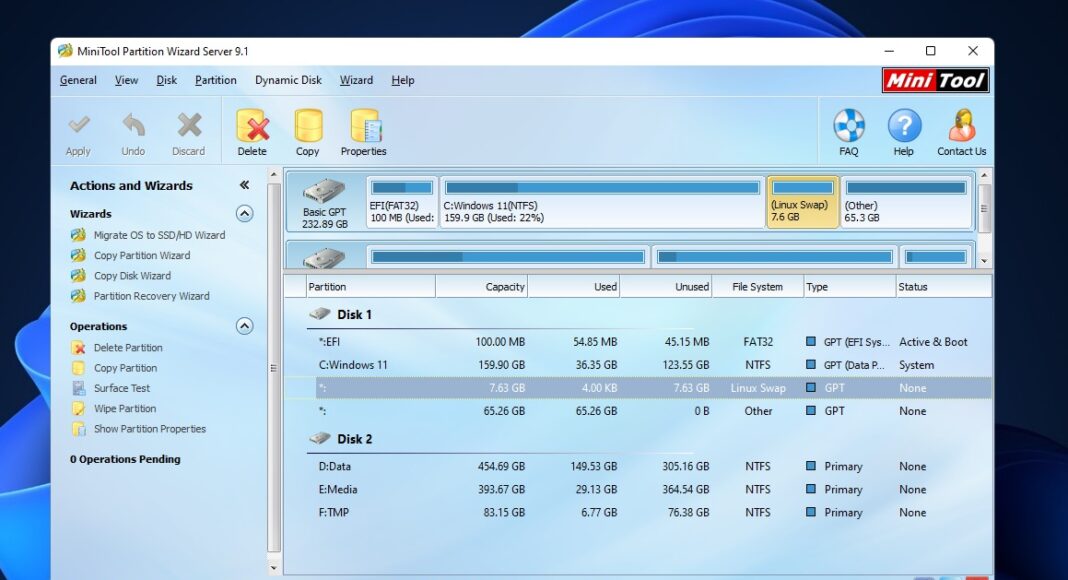 MiniTool Partition Wizard Server 9.1
General View Disk Partition Dynamic Disk Wizard Help
Mini Tool
Apply Undo Discard Delete Copy Properties FAQ Help Contact Us
Actions and Wizards
Wizards
Migrate OS to SSD/HD Wizard
Copy Partition Wizard
Copy Disk Wizard
Partition Recovery Wizard
Operations
Delete Partition
Copy Partition
Surface Test
Wipe Partition
Show Partition Properties
0 Operations Pending
Basic GPT
232.89 GB
EFI(FAT32)
100 MB (Used:
C:Windows 11(NTFS)
159.9 GB (Used: 22%)
(Linux Swap)
7.6 GB
(Other)
65.3 GB
Partition Capacity Used Unused File System Type Status
Disk 1
*:EFI 100.00 MB 54.85 MB 45.15 MB FAT32 GPT (EFI Sys... Active & Boot
C:Windows 11 159.90 GB 36.35 GB 123.55 GB NTFS GPT (Data P... System
*: 7.63 GB 4.00 KB 7.63 GB Linux Swap GPT None
*: 65.26 GB 65.26 GB 0 B Other GPT None
Disk 2
D:Data 454.69 GB 149.53 GB 305.16 GB NTFS Primary None
E:Media 393.67 GB 29.13 GB 364.54 GB NTFS Primary None
F:TMP 83.15 GB 6.77 GB 76.38 GB NTFS Primary None